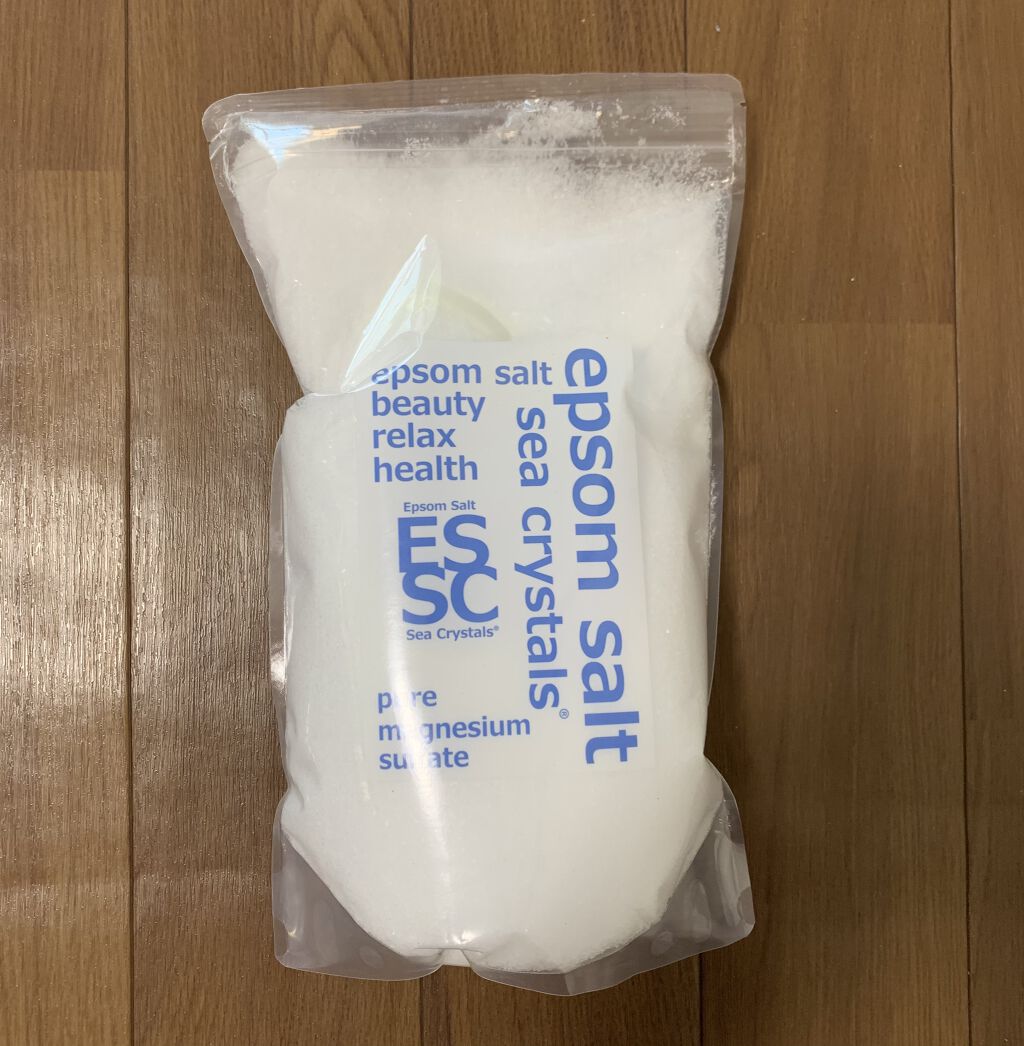 epsom salt
beauty
relax
health
Epsom Salt
ES
SC
Sea Crystals®
pure
magnesium
sulfate
sea crystals®
epsom salt